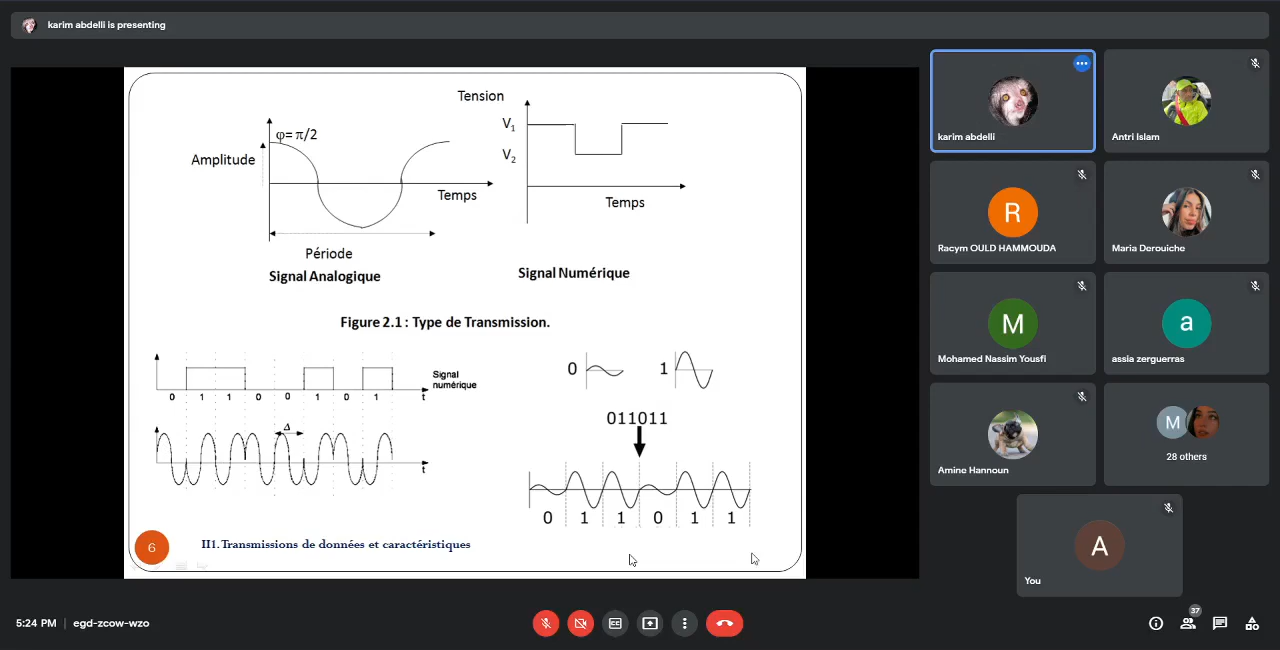 karim abdelli is presenting
Tension
V1
V2
φ= π/2
Amplitude
Temps
Temps
Période
Signal Analogique
Signal Numérique
Figure 2.1 : Type de Transmission.
Signal
numérique
0 1 1 0 0 1 0 1 t
Δ
t
0 1
011011
0 1 1 0 1 1
6
II1.Transmissions de données et caractéristiques
karim abdelli
Antri Islam
R
Racym OULD HAMMOUDA
Maria Derouiche
M
Mohamed Nassim Yousfi
a
assia zerguerras
Amine Hannoun
M
28 others
A
You
5:24 PM | egd-zcow-wzo
37